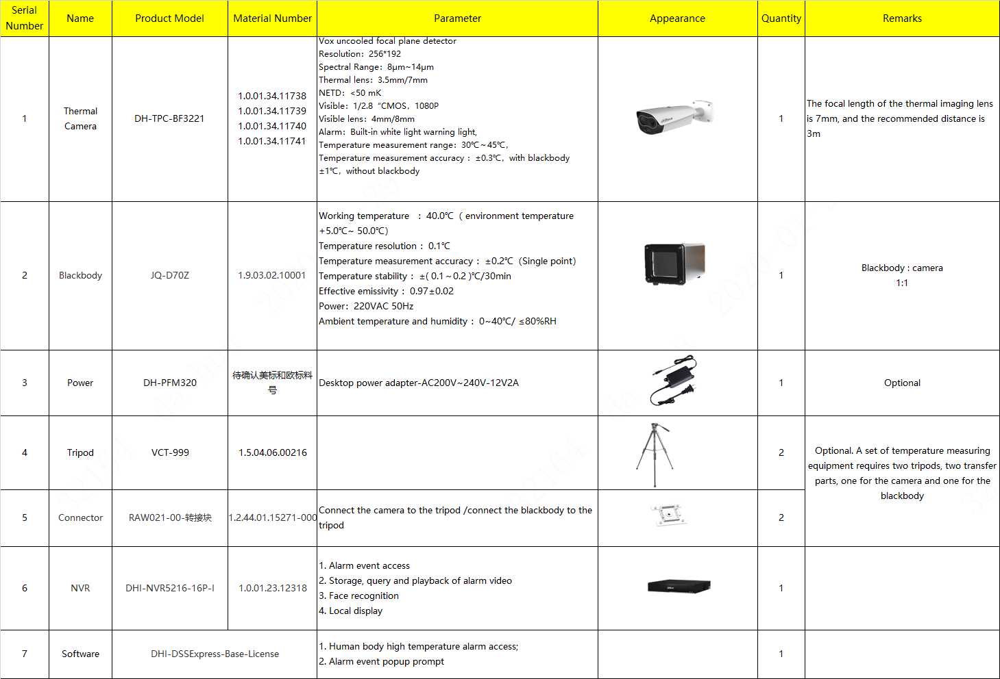 Serial
Number
Name
Product Model
Material Number
Parameter
Appearance
Quantity
Remarks
1
Thermal
Camera
DH-TPC-BF3221
1.0.01.34.11738
1.0.01.34.11739
1.0.01.34.11740
1.0.01.34.11741
Vox uncooled focal plane detector
Resolution：256*192
Spectral Range：8μm~14μm
Thermal lens：3.5mm/7mm
NETD：<50 mK
Visible：1/2.8 “CMOS，1080P
Visible lens：4mm/8mm
Alarm：Built-in white light warning light,
Temperature measurement range：30℃～45℃，
Temperature measurement accuracy ：±0.3℃，with blackbody
±1℃，without blackbody
1
The focal length of the thermal imaging lens
is 7mm, and the recommended distance is
3m
2
Blackbody
JQ-D70Z
1.9.03.02.10001
Working temperature ：40.0℃（ environment temperature
+5.0℃~ 50.0℃）
Temperature resolution：0.1℃
Temperature measurement accuracy ：±0.2℃（Single point）
Temperature stability ：±( 0.1～0.2 )℃/30min
Effective emissivity：0.97±0.02
Power：220VAC 50Hz
Ambient temperature and humidity ：0~40℃/ ≤80%RH
1
Blackbody : camera
1:1
3
Power
DH-PFM320
待确认美标和欧标料
号
Desktop power adapter-AC200V~240V-12V2A
1
Optional
4
Tripod
VCT-999
1.5.04.06.00216
2
Optional. A set of temperature measuring
equipment requires two tripods, two transfer
parts, one for the camera and one for the
blackbody
5
Connector
RAW021-00-转接块
1.2.44.01.15271-000
Connect the camera to the tripod /connect the blackbody to the
tripod
2
6
NVR
DHI-NVR5216-16P-I
1.0.01.23.12318
1. Alarm event access
2. Storage, query and playback of alarm video
3. Face recognition
4. Local display
1
7
Software
DHI-DSSExpress-Base-License
1. Human body high temperature alarm access;
2. Alarm event popup prompt
1